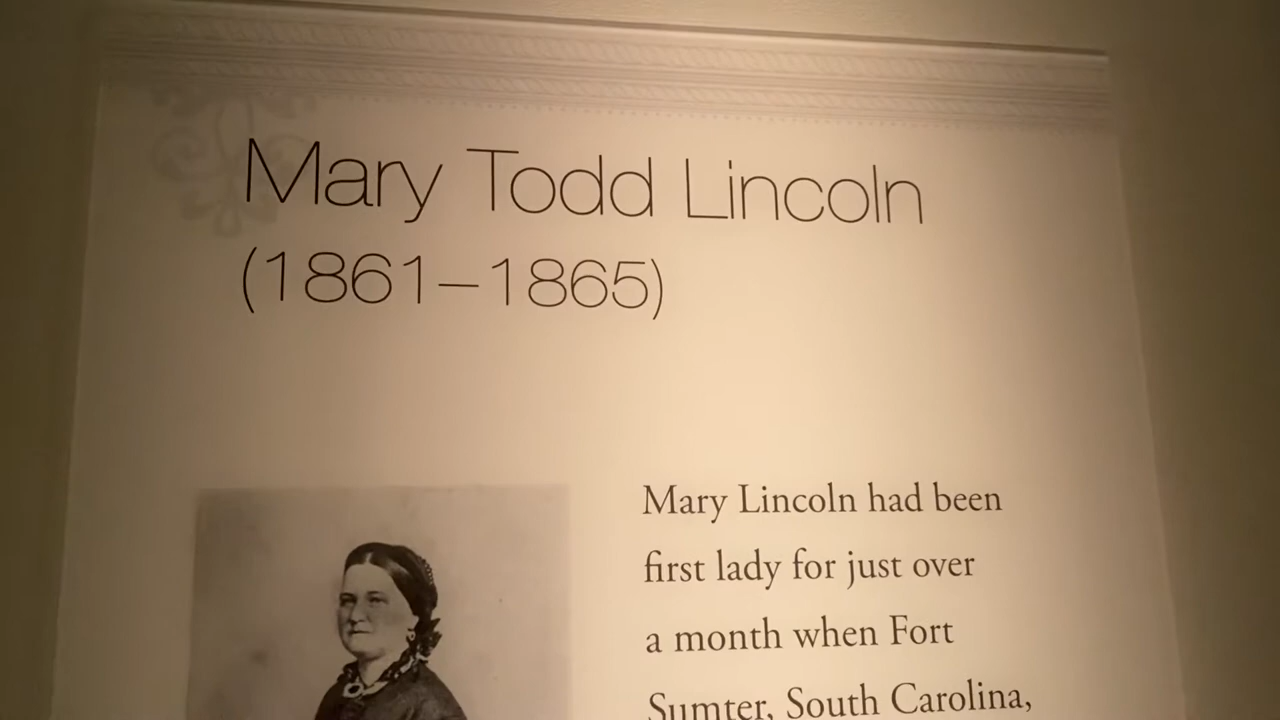 Mary Todd Lincoln
(1861–1865)
Mary Lincoln had been
first lady for just over
a month when Fort
Sumter, South Carolina,